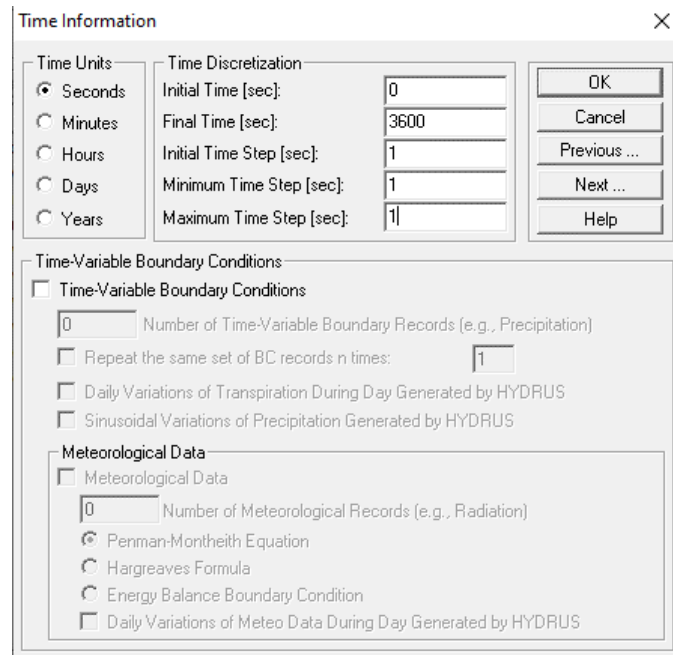 Time Information
Time Units
Seconds
Minutes
Hours
Days
Years
Time Discretization
Initial Time [sec]: 0
Final Time [sec]: 3600
Initial Time Step [sec]: 1
Minimum Time Step [sec]: 1
Maximum Time Step [sec]: 1
OK
Cancel
Previous ...
Next ...
Help
Time-Variable Boundary Conditions
Time-Variable Boundary Conditions
0 Number of Time-Variable Boundary Records (e.g., Precipitation)
Repeat the same set of BC records n times: 1
Daily Variations of Transpiration During Day Generated by HYDRUS
Sinusoidal Variations of Precipitation Generated by HYDRUS
Meteorological Data
Meteorological Data
0 Number of Meteorological Records (e.g., Radiation)
Penman-Montheith Equation
Hargreaves Formula
Energy Balance Boundary Condition
Daily Variations of Meteo Data During Day Generated by HYDRUS